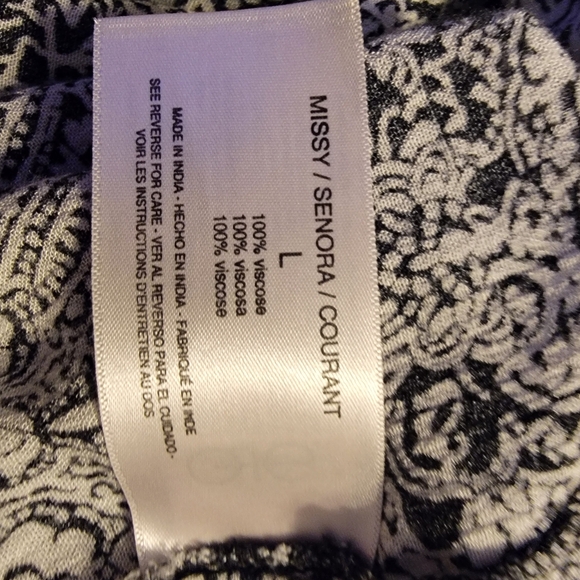 MISSY / SENORA / COURANT
L
100% viscose
100% viscosa
100% viscose
MADE IN INDIA - HECHO EN INDIA - FABRIQUÉ EN INDE
SEE REVERSE FOR CARE - VER AL REVERSO PARA EL CUIDADO-
VOIR LES INSTRUCTIONS D'ENTRETIEN AU DOS